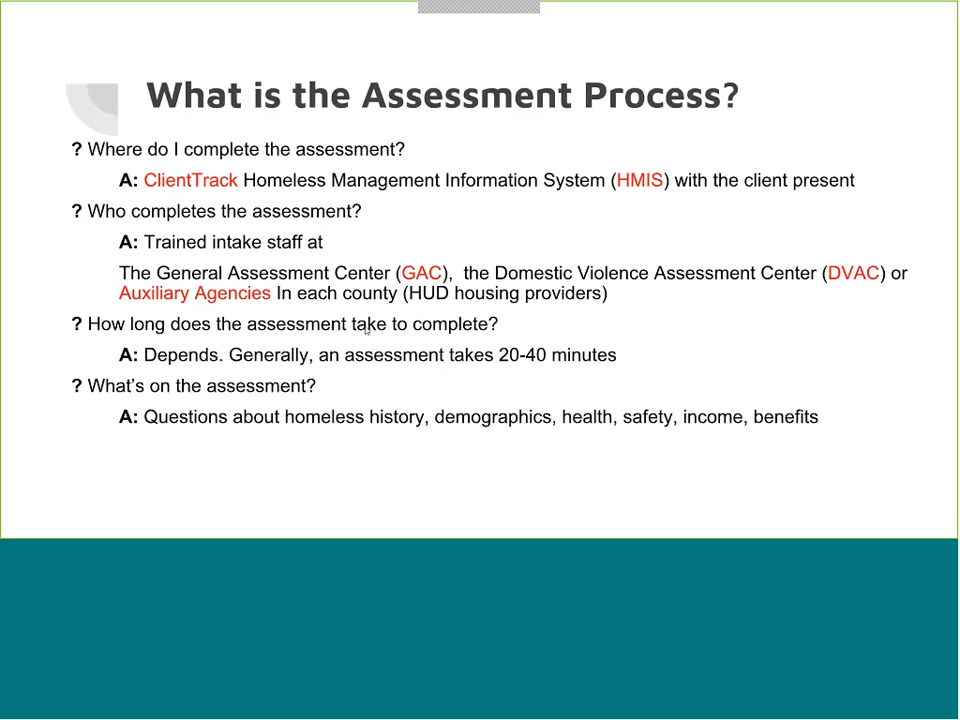 What is the Assessment Process?
? Where do I complete the assessment?
A: ClientTrack Homeless Management Information System (HMIS) with the client present
? Who completes the assessment?
A: Trained intake staff at
The General Assessment Center (GAC),  the Domestic Violence Assessment Center (DVAC) or
Auxiliary Agencies In each county (HUD housing providers)
? How long does the assessment take to complete?
A: Depends. Generally, an assessment takes 20-40 minutes
? What’s on the assessment?
A: Questions about homeless history, demographics, health, safety, income, benefits